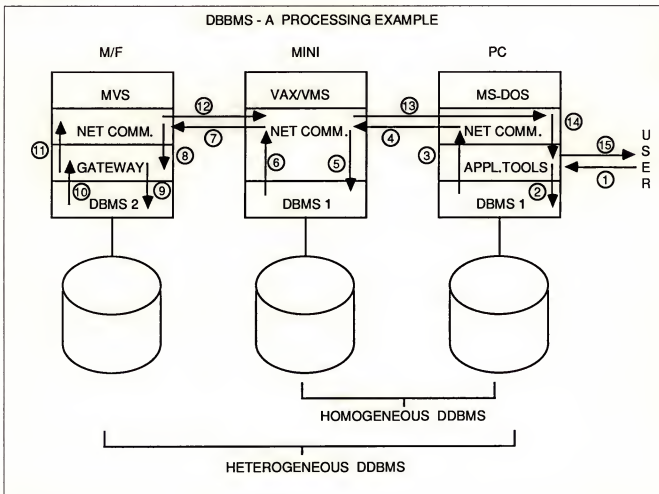 DBBMS - A PROCESSING EXAMPLE
M/F MINI PC
MVS VAX/VMS MS-DOS
12 13
NET COMM. NET COMM. NET COMM.
11 8 7 6 5 4 3 14
GATEWAY APPL.TOOLS
10 9 2 15 1
DBMS 2 DBMS 1 DBMS 1
USER
HOMOGENEOUS DDBMS
HETEROGENEOUS DDBMS